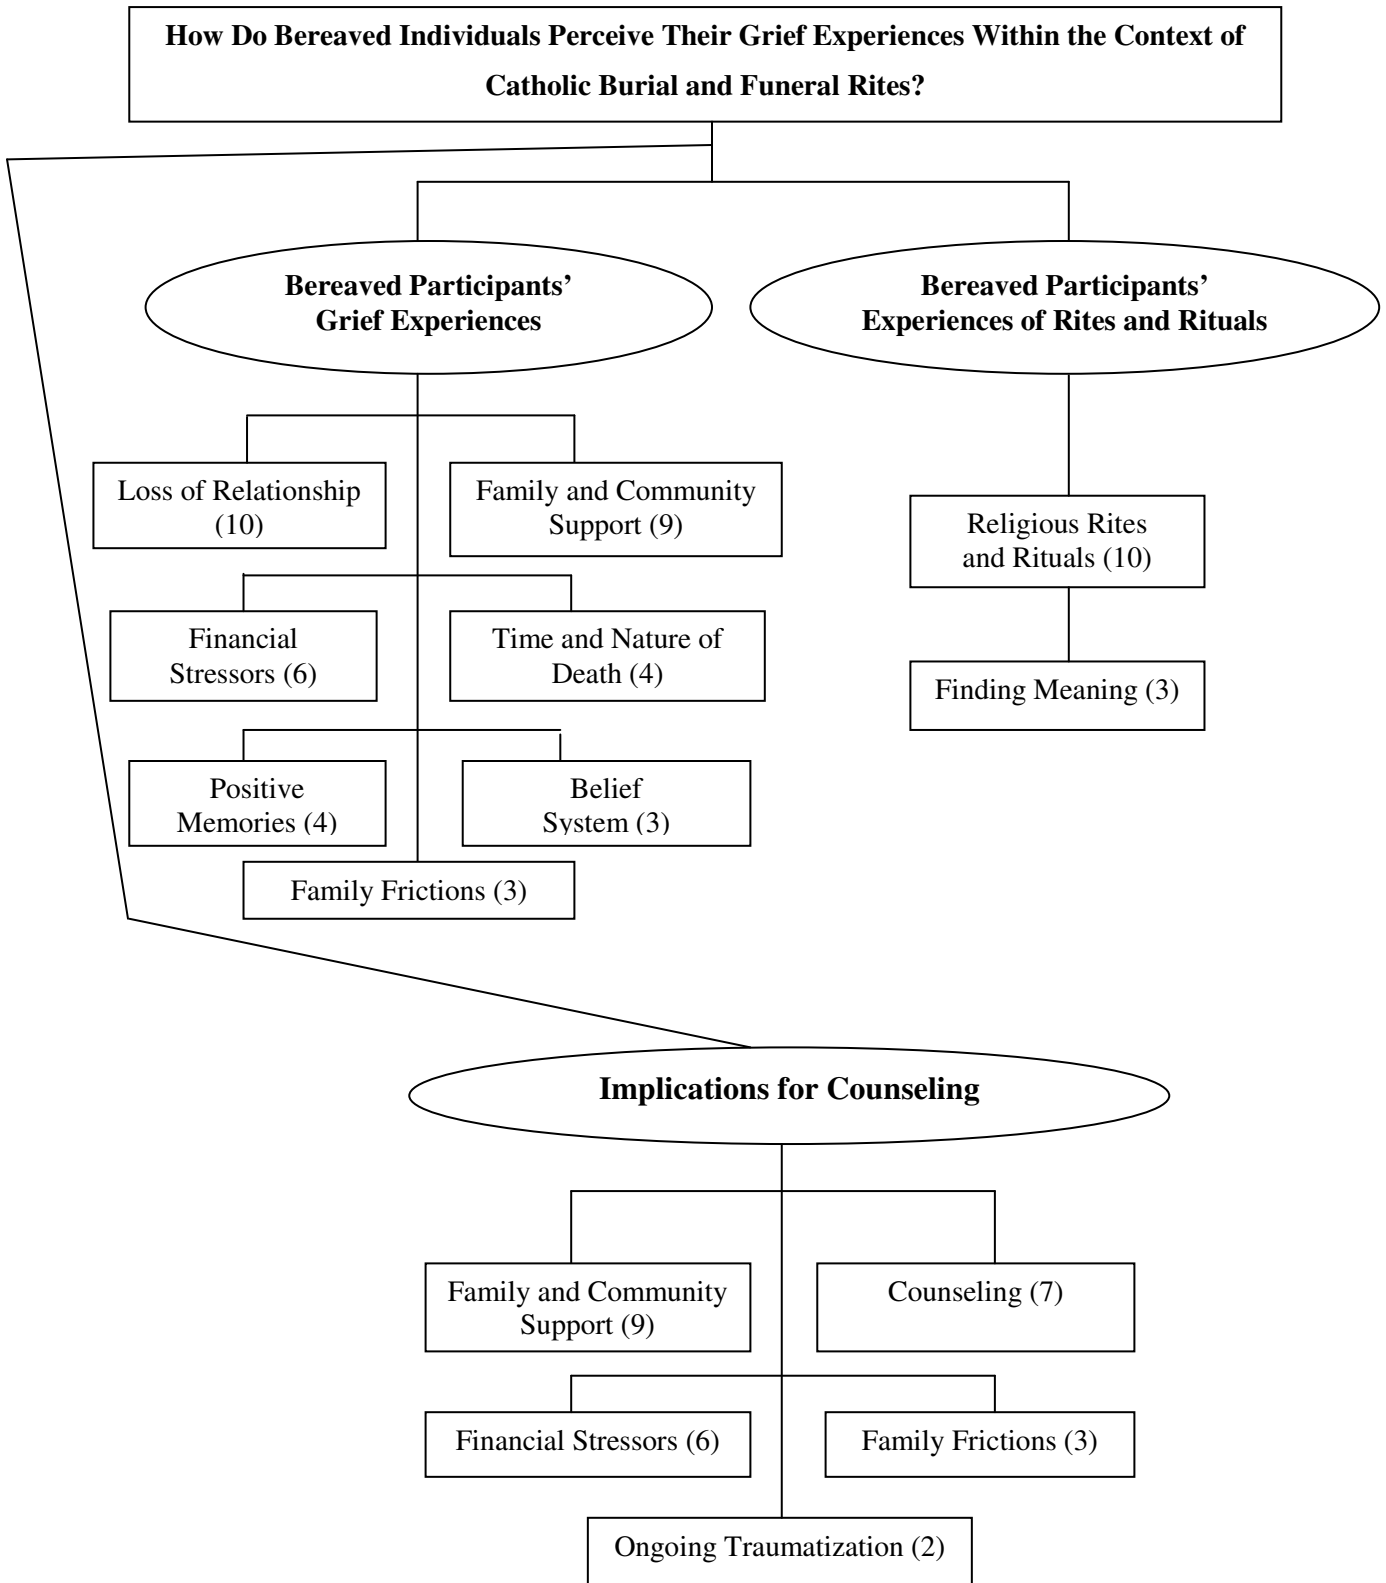 How Do Bereaved Individuals Perceive Their Grief Experiences Within the Context of
Catholic Burial and Funeral Rites?
Bereaved Participants’
Grief Experiences
Bereaved Participants’
Experiences of Rites and Rituals
Loss of Relationship
(10)
Family and Community
Support (9)
Religious Rites
and Rituals (10)
Financial
Stressors (6)
Time and Nature of
Death (4)
Finding Meaning (3)
Positive
Memories (4)
Belief
System (3)
Family Frictions (3)
Implications for Counseling
Family and Community
Support (9)
Counseling (7)
Financial Stressors (6)
Family Frictions (3)
Ongoing Traumatization (2)